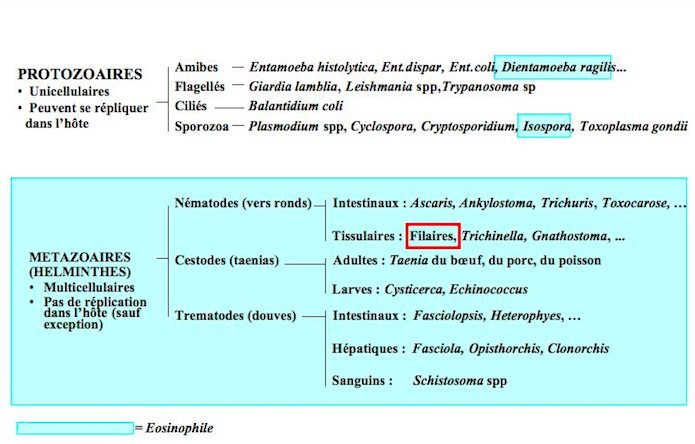 PROTOZOAIRES
• Unicellulaires
• Peuvent se répliquer
dans l'hôte
Amibes — Entamoeba histolytica, Ent.dispar, Ent.coli, Dientamoeba ragilis...
Flagellés — Giardia lamblia, Leishmania spp,Trypanosoma sp
Ciliés — Balantidium coli
Sporozoa — Plasmodium spp, Cyclospora, Cryptosporidium, Isospora, Toxoplasma gondii
METAZOAIRES
(HELMINTHES)
• Multicellulaires
• Pas de réplication
dans l'hôte (sauf
exception)
Nématodes (vers ronds)
Intestinaux : Ascaris, Ankylostoma, Trichuris, Toxocarose, ...
Tissulaires : Filaires, Trichinella, Gnathostoma, ...
Cestodes (taenias)
Adultes : Taenia du bœuf, du porc, du poisson
Larves : Cysticerca, Echinococcus
Trematodes (douves)
Intestinaux : Fasciolopsis, Heterophyes, ...
Hépatiques : Fasciola, Opisthorchis, Clonorchis
Sanguins : Schistosoma spp
= Eosinophile